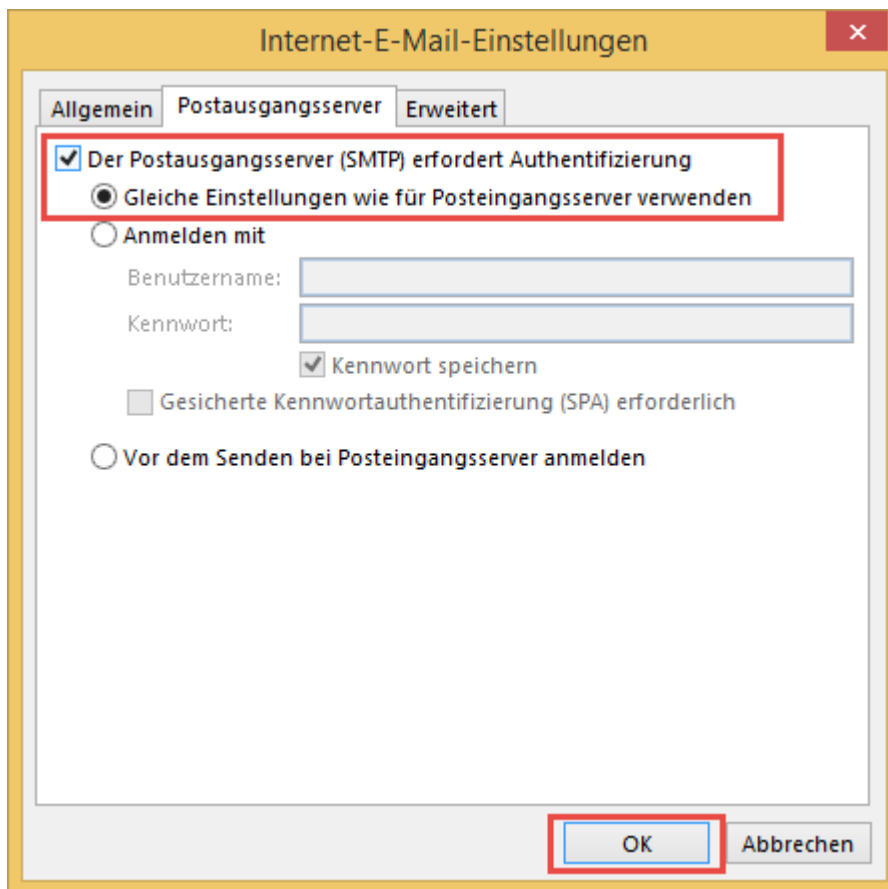 Internet-E-Mail-Einstellungen
Allgemein Postausgangsserver Erweitert
Der Postausgangsserver (SMTP) erfordert Authentifizierung
Gleiche Einstellungen wie für Posteingangsserver verwenden
Anmelden mit
Benutzername:
Kennwort:
Kennwort speichern
Gesicherte Kennwortauthentifizierung (SPA) erforderlich
Vor dem Senden bei Posteingangsserver anmelden
OK Abbrechen